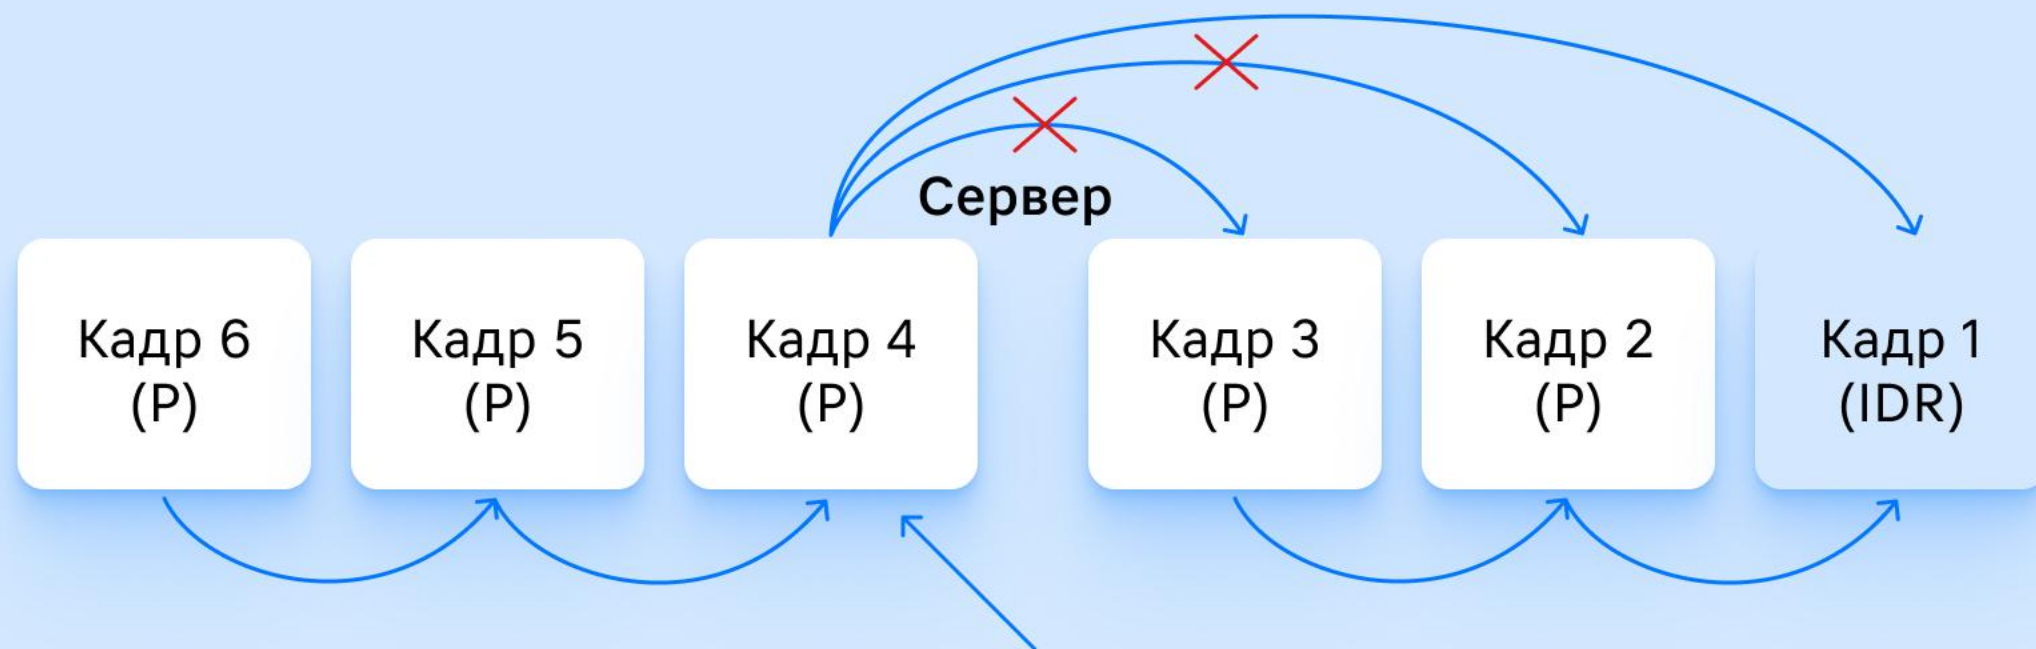 Сервер
Кадр 6
(P)
Кадр 5
(P)
Кадр 4
(P)
Кадр 3
(P)
Кадр 2
(P)
Кадр 1
(IDR)